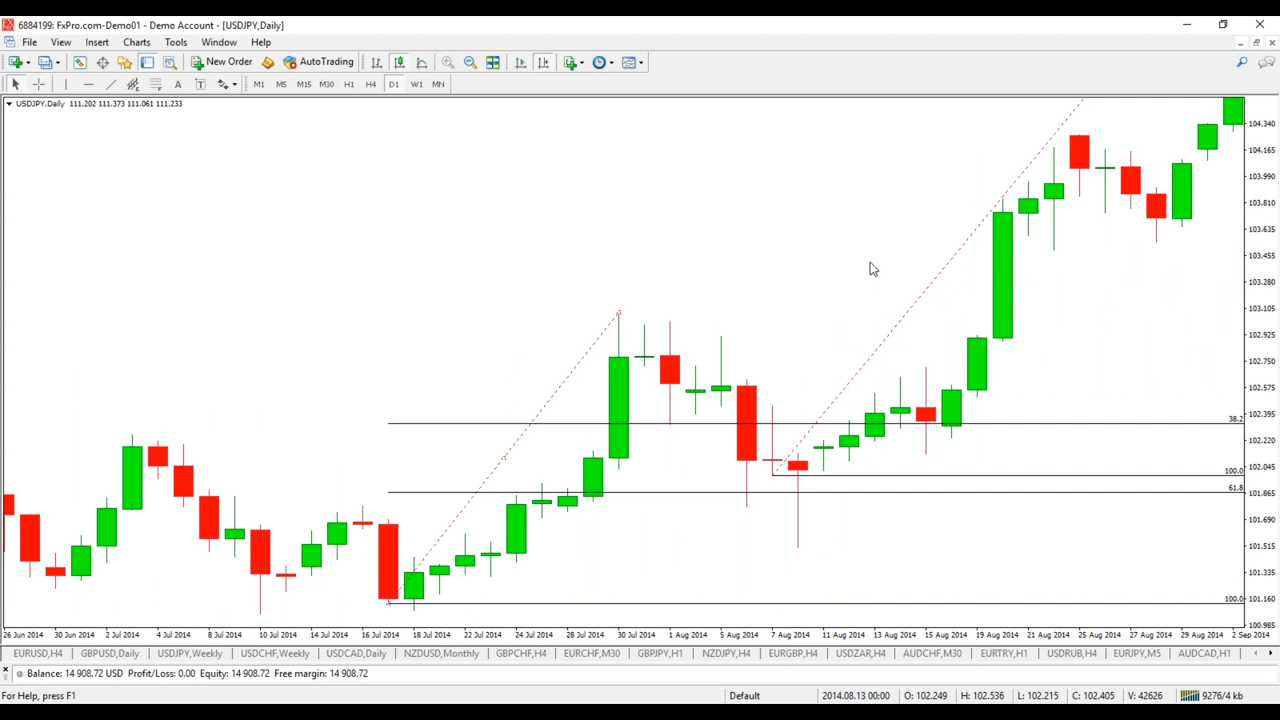 6884199: FxPro.com-Demo01 - Demo Account - [USDJPY,Daily]
File View Insert Charts Tools Window Help
New Order AutoTrading
A T M1 M5 M15 M30 H1 H4 D1 W1 MN
USDJPY,Daily 111.202 111.373 111.061 111.233
104.340
104.165
103.990
103.810
103.635
103.455
103.280
103.105
102.925
102.750
102.575
38.2
102.395
102.220
100.0
102.045
61.8
101.865
101.690
101.515
101.335
100.0
101.160
100.985
26 Jun 2014 30 Jun 2014 2 Jul 2014 4 Jul 2014 8 Jul 2014 10 Jul 2014 14 Jul 2014 16 Jul 2014 18 Jul 2014 22 Jul 2014 24 Jul 2014 28 Jul 2014 30 Jul 2014 1 Aug 2014 5 Aug 2014 7 Aug 2014 11 Aug 2014 13 Aug 2014 15 Aug 2014 19 Aug 2014 21 Aug 2014 25 Aug 2014 27 Aug 2014 29 Aug 2014 2 Sep 2014
EURUSD,H4 GBPUSD,Daily USDJPY,Weekly USDCHF,Weekly USDCAD,Daily NZDUSD,Monthly GBPCHF,H4 EURCHF,M30 GBPJPY,H1 NZDJPY,H4 EURGBP,H4 USDZAR,H4 AUDCHF,M30 EURTRY,H1 USDRUB,H4 EURJPY,M5 AUDCAD,H1
Balance: 14 908.72 USD Profit/Loss: 0.00 Equity: 14 908.72 Free margin: 14 908.72
For Help, press F1 Default 2014.08.13 00:00 O: 102.249 H: 102.536 L: 102.215 C: 102.405 V: 42626 9276/4 kb